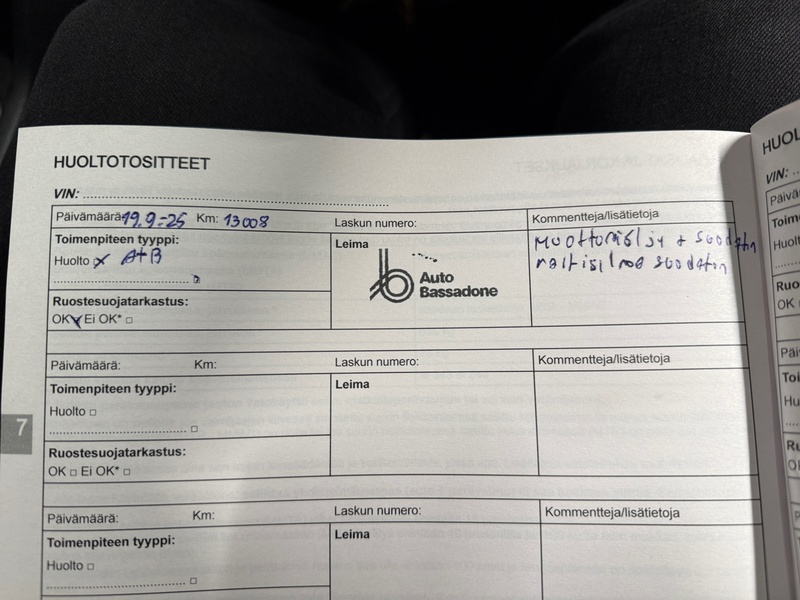 HUOLTOTOSITTEET
HUOL
VIN:
VIN:
Päivämäärä: 19.9-25 Km: 13008 Laskun numero: Kommentteja/lisätietoja
Toimenpiteen tyyppi: Leima
Huolto x A+B
Auto
Bassadone
Ruostesuojatarkastus:
OK Ei OK*
Päivämäärä: Km: Laskun numero: Kommentteja/lisätietoja
Toimenpiteen tyyppi: Leima
Huolto
7
Ruostesuojatarkastus:
OK Ei OK*
Päivämäärä: Km: Laskun numero: Kommentteja/lisätietoja
Toimenpiteen tyyppi: Leima
Huolto